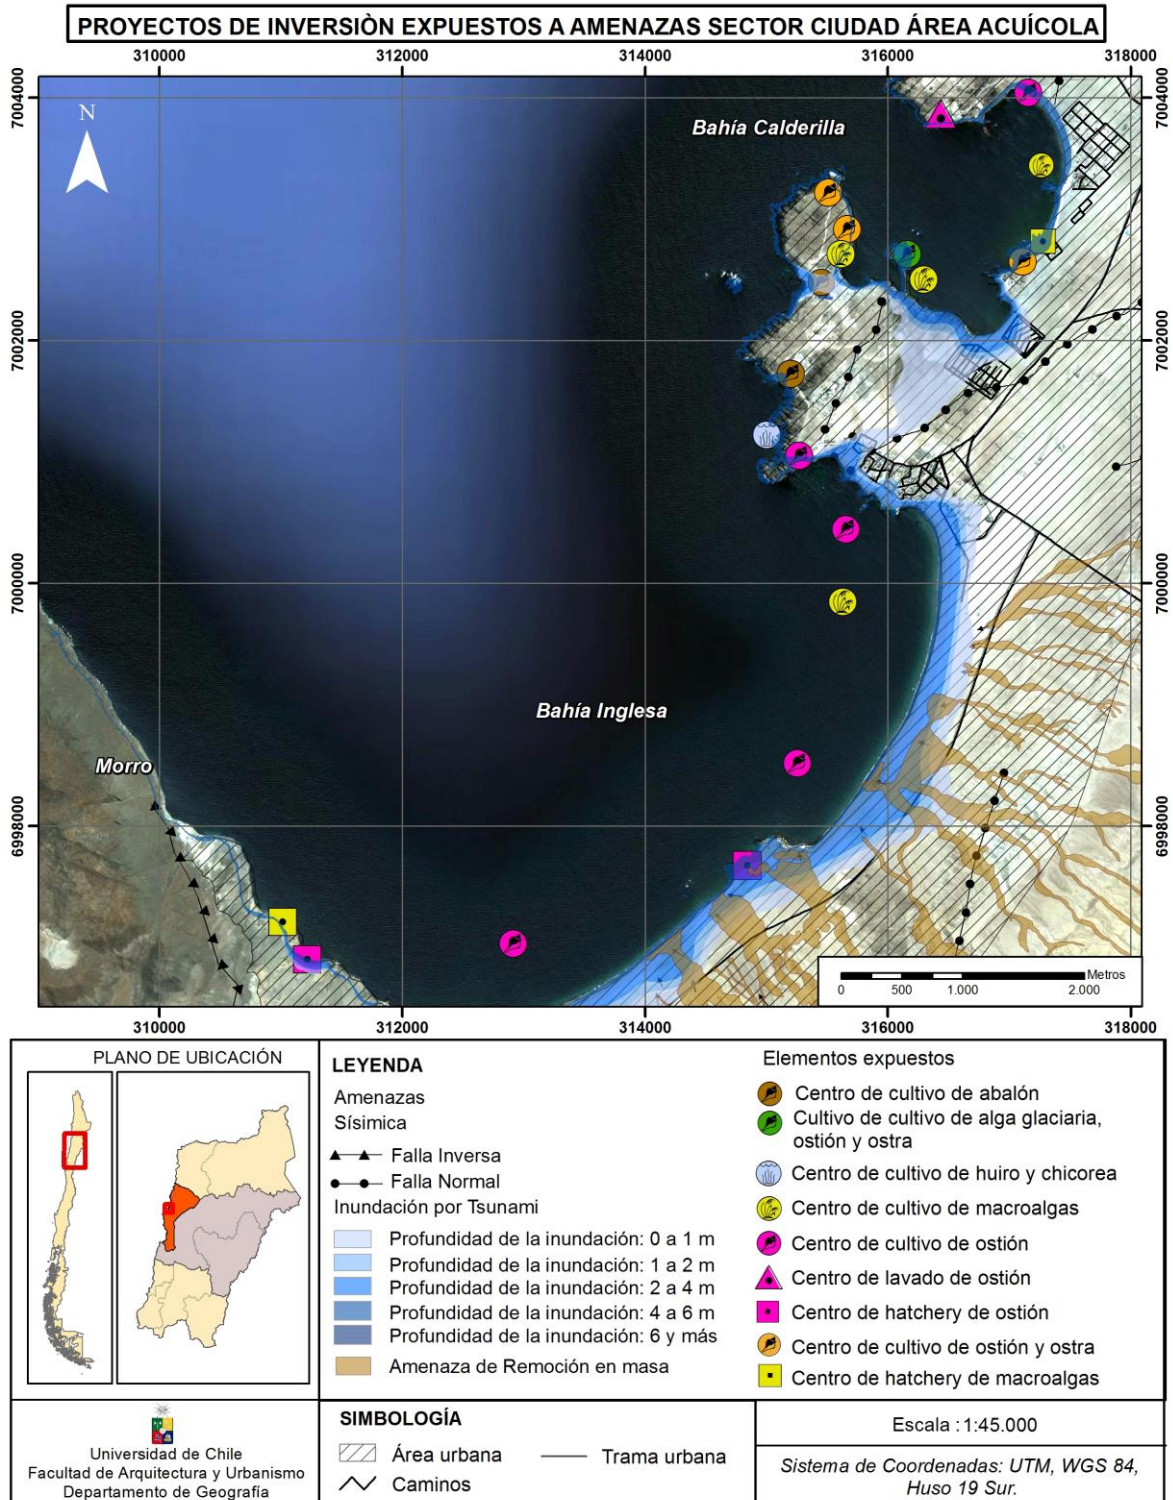 PROYECTOS DE INVERSIÒN EXPUESTOS A AMENAZAS SECTOR CIUDAD ÁREA ACUÍCOLA
310000 312000 314000 316000 318000
7004000 7004000
N
Bahía Calderilla
7002000 7002000
7000000 7000000
Bahía Inglesa
Morro
6998000 6998000
Metros
0 500 1.000 2.000
310000 312000 314000 316000 318000
PLANO DE UBICACIÓN
LEYENDA
Amenazas
Sísimica
Falla Inversa
Falla Normal
Inundación por Tsunami
Profundidad de la inundación: 0 a 1 m
Profundidad de la inundación: 1 a 2 m
Profundidad de la inundación: 2 a 4 m
Profundidad de la inundación: 4 a 6 m
Profundidad de la inundación: 6 y más
Amenaza de Remoción en masa
Elementos expuestos
Centro de cultivo de abalón
Cultivo de cultivo de alga glaciaria,
ostión y ostra
Centro de cultivo de huiro y chicorea
Centro de cultivo de macroalgas
Centro de cultivo de ostión
Centro de lavado de ostión
Centro de hatchery de ostión
Centro de cultivo de ostión y ostra
Centro de hatchery de macroalgas
Universidad de Chile
Facultad de Arquitectura y Urbanismo
Departamento de Geografía
SIMBOLOGÍA
Área urbana
Trama urbana
Caminos
Escala : 1:45.000
Sistema de Coordenadas: UTM, WGS 84,
Huso 19 Sur.